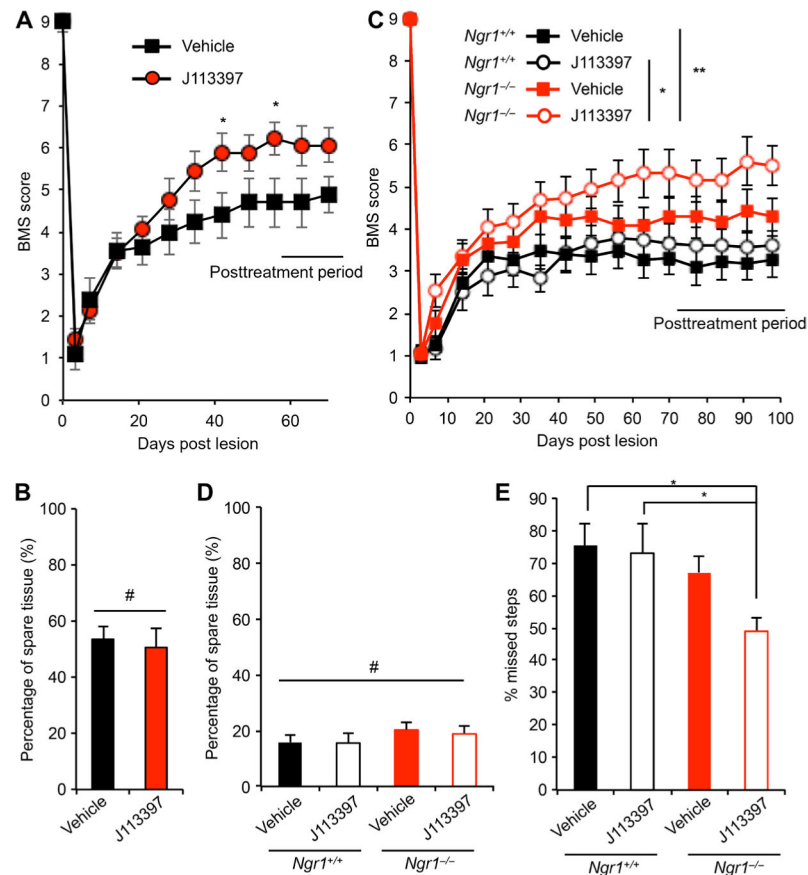 A
BMS score
9
8
7
6
5
4
3
2
1
0
Vehicle
J113397
*
*
Posttreatment period
0
20
40
60
Days post lesion
C
BMS score
9
8
7
6
5
4
3
2
1
0
Ngr1+/+ Vehicle
Ngr1+/+ J113397
Ngr1–/– Vehicle
Ngr1–/– J113397
*
**
Posttreatment period
0 10 20 30 40 50 60 70 80 90 100
Days post lesion
B
Percentage of spare tissue (%)
100
80
60
40
20
0
#
Vehicle
J113397
D
Percentage of spare tissue (%)
100
80
60
40
20
0
#
Vehicle
J113397
Vehicle
J113397
Ngr1+/+
Ngr1–/–
E
% missed steps
90
80
70
60
50
40
30
20
10
0
*
*
Vehicle
J113397
Vehicle
J113397
Ngr1+/+
Ngr1–/–